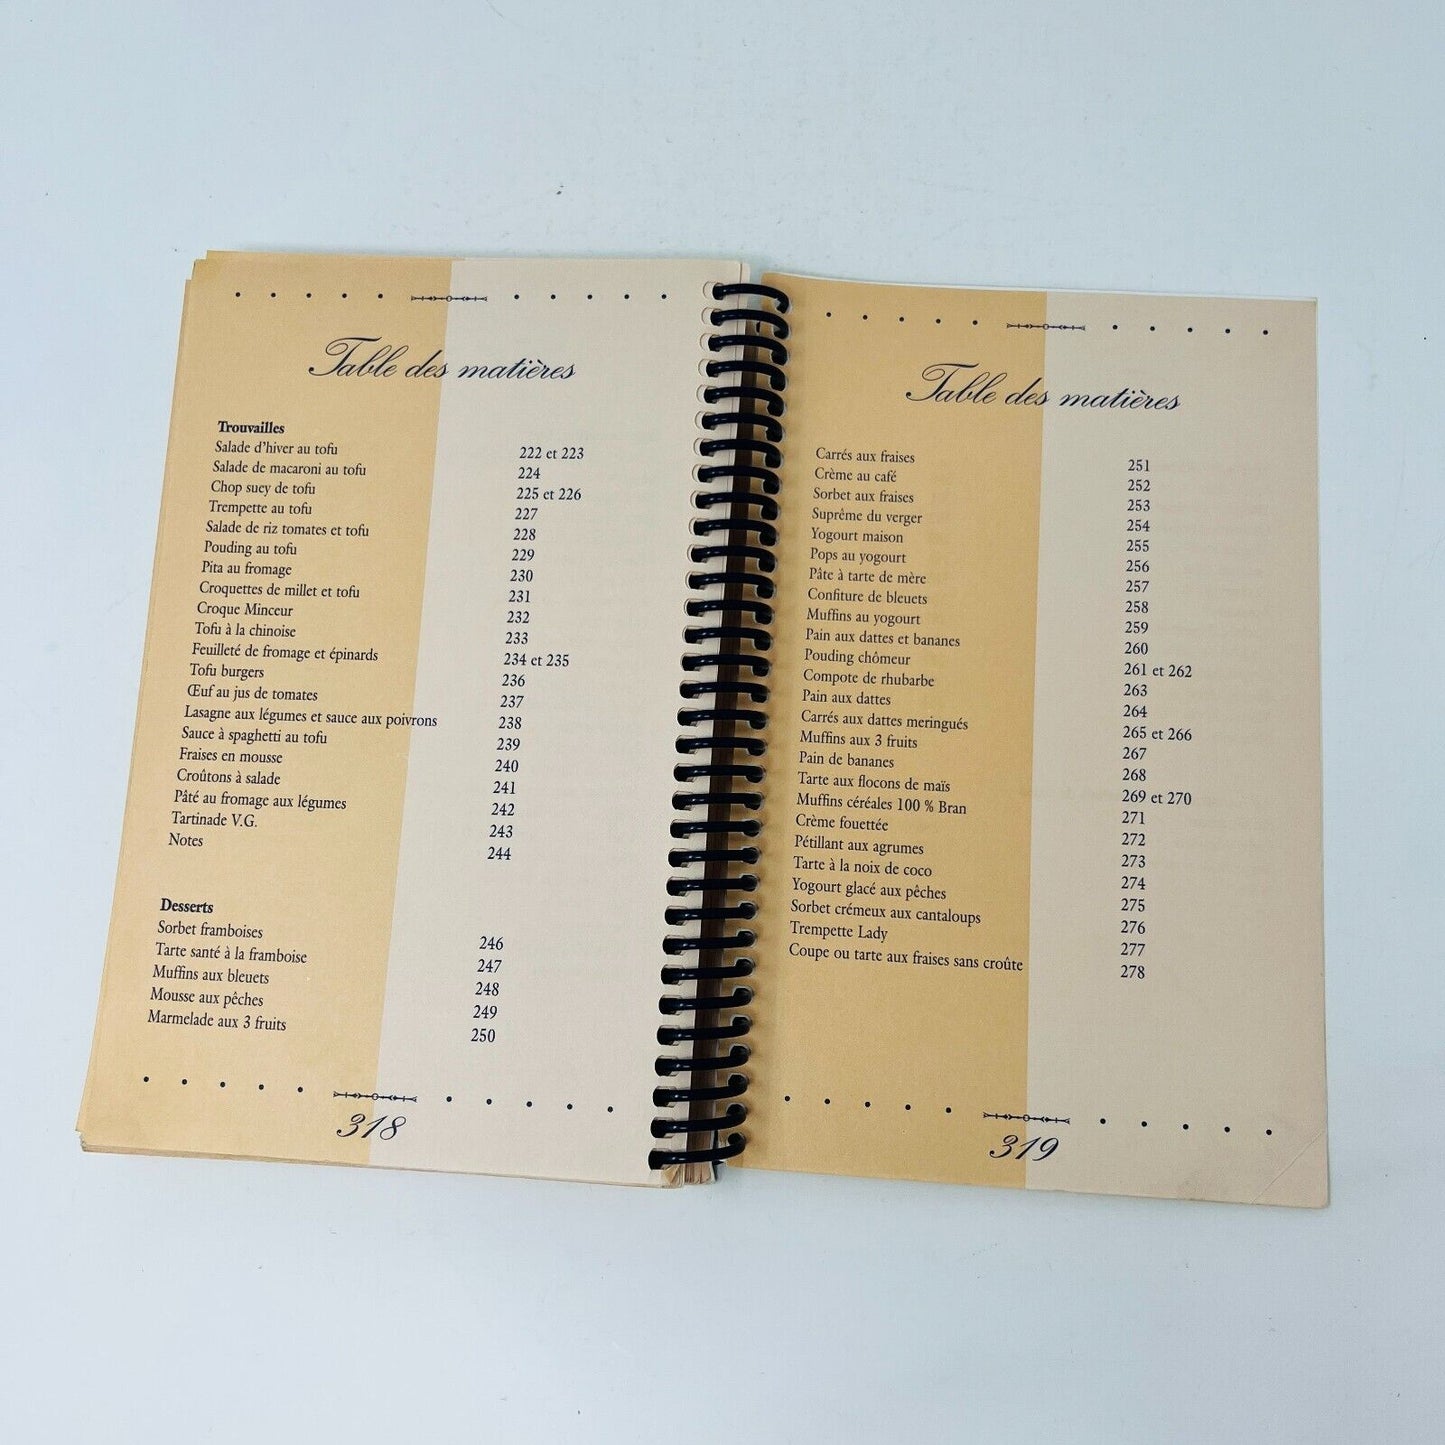 Table des matières
Trouvailles
Salade d'hiver au tofu 222 et 223
Salade de macaroni au tofu 224
Chop suey de tofu 225 et 226
Trempette au tofu 227
Salade de riz tomates et tofu 228
Pouding au tofu 229
Pita au fromage 230
Croquettes de millet et tofu 231
Croque Minceur 232
Tofu à la chinoise 233
Feuilleté de fromage et épinards 234 et 235
Tofu burgers 236
Œuf au jus de tomates 237
Lasagne aux légumes et sauce aux poivrons 238
Sauce à spaghetti au tofu 239
Fraises en mousse 240
Croûtons à salade 241
Pâté au fromage aux légumes 242
Tartinade V.G. 243
Notes 244
Desserts
Sorbet framboises 246
Tarte santé à la framboise 247
Muffins aux bleuets 248
Mousse aux pêches 249
Marmelade aux 3 fruits 250
318
Table des matières
Carrés aux fraises 251
Crème au café 252
Sorbet aux fraises 253
Suprême du verger 254
Yogourt maison 255
Pops au yogourt 256
Pâte à tarte de mère 257
Confiture de bleuets 258
Muffins au yogourt 259
Pain aux dattes et bananes 260
Pouding chômeur 261 et 262
Compote de rhubarbe 263
Pain aux dattes 264
Carrés aux dattes meringués 265 et 266
Muffins aux 3 fruits 267
Pain de bananes 268
Tarte aux flocons de maïs 269 et 270
Muffins céréales 100 % Bran 271
Crème fouettée 272
Pétillant aux agrumes 273
Tarte à la noix de coco 274
Yogourt glacé aux pêches 275
Sorbet crémeux aux cantaloups 276
Trempette Lady 277
Coupe ou tarte aux fraises sans croûte 278
319